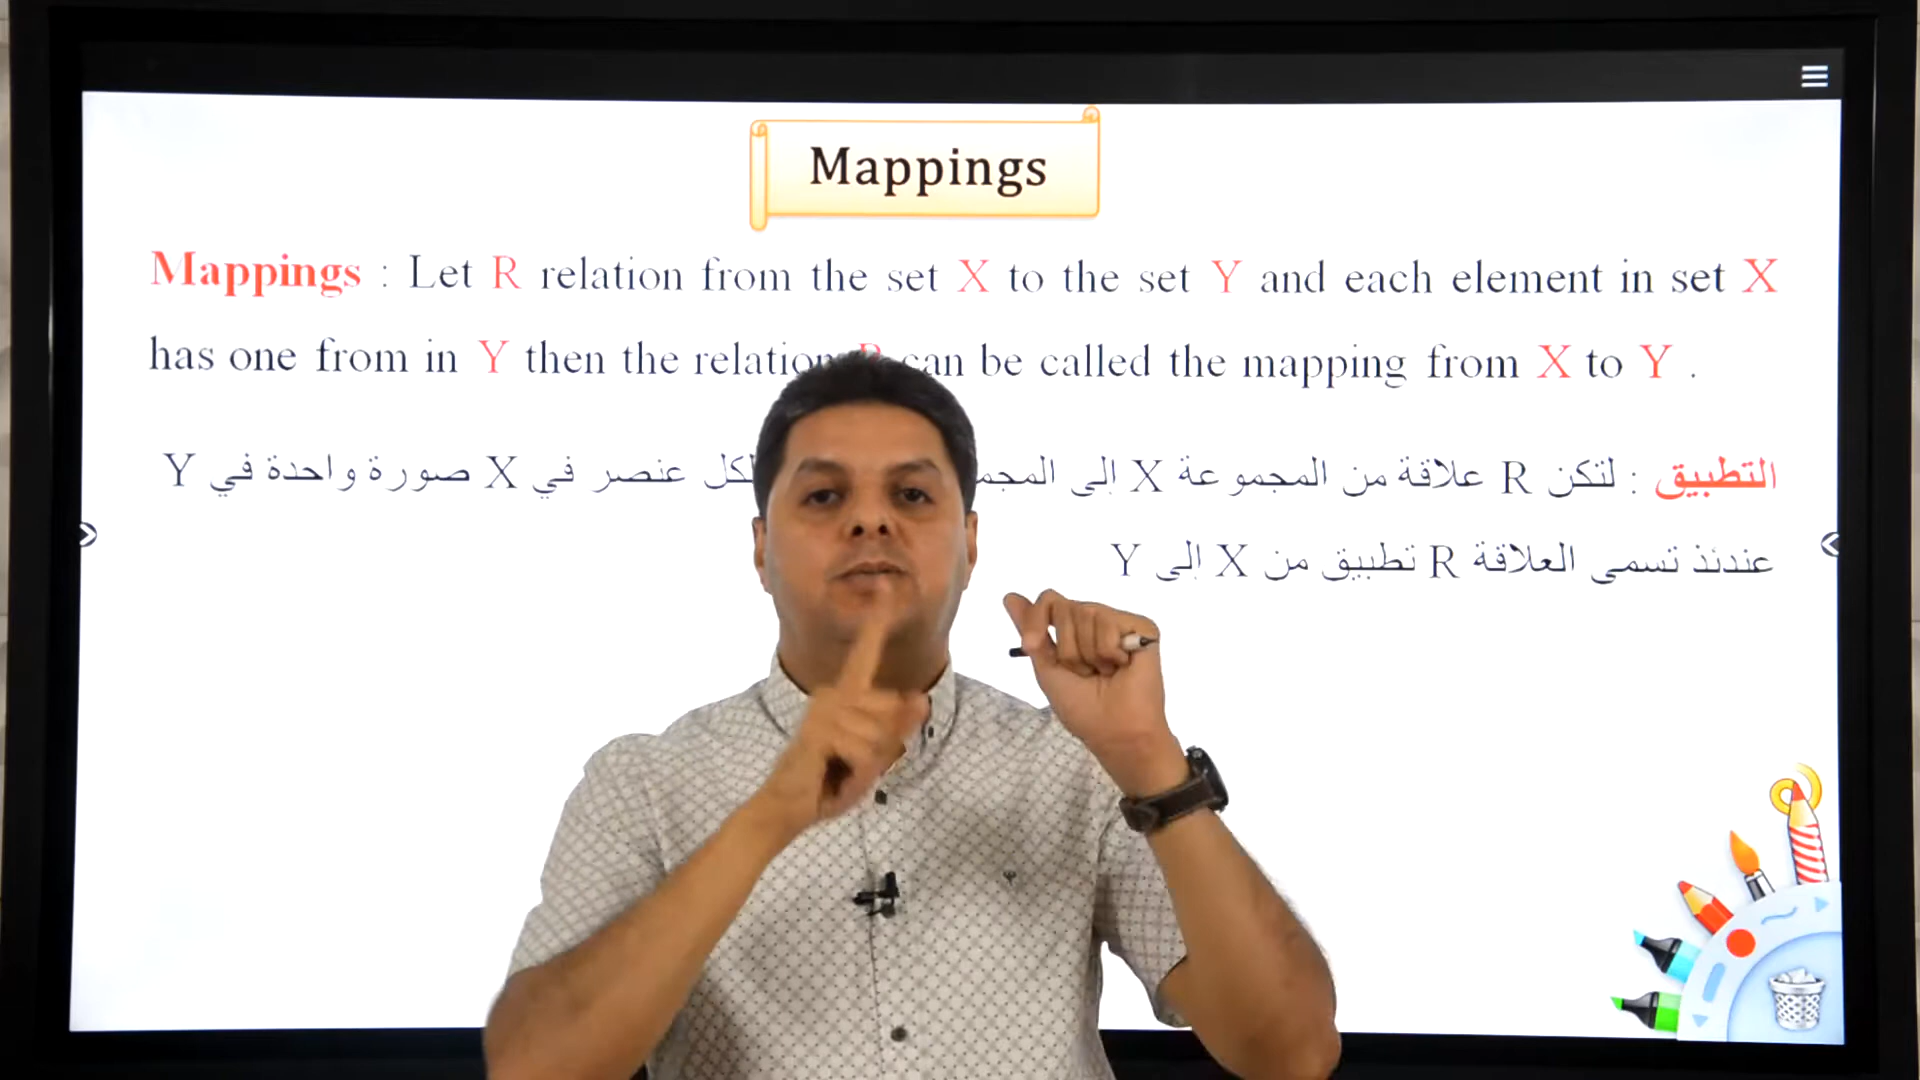 Mappings
Mappings : Let R relation from the set X to the set Y and each element in set X
has one from in Y then the relation R can be called the mapping from X to Y .
التطبيق : لتكن R علاقة من المجموعة X إلى لكل عنصر في X صورة واحدة في Y
عندئذ تسمى العلاقة R تطبيق من X إلى Y